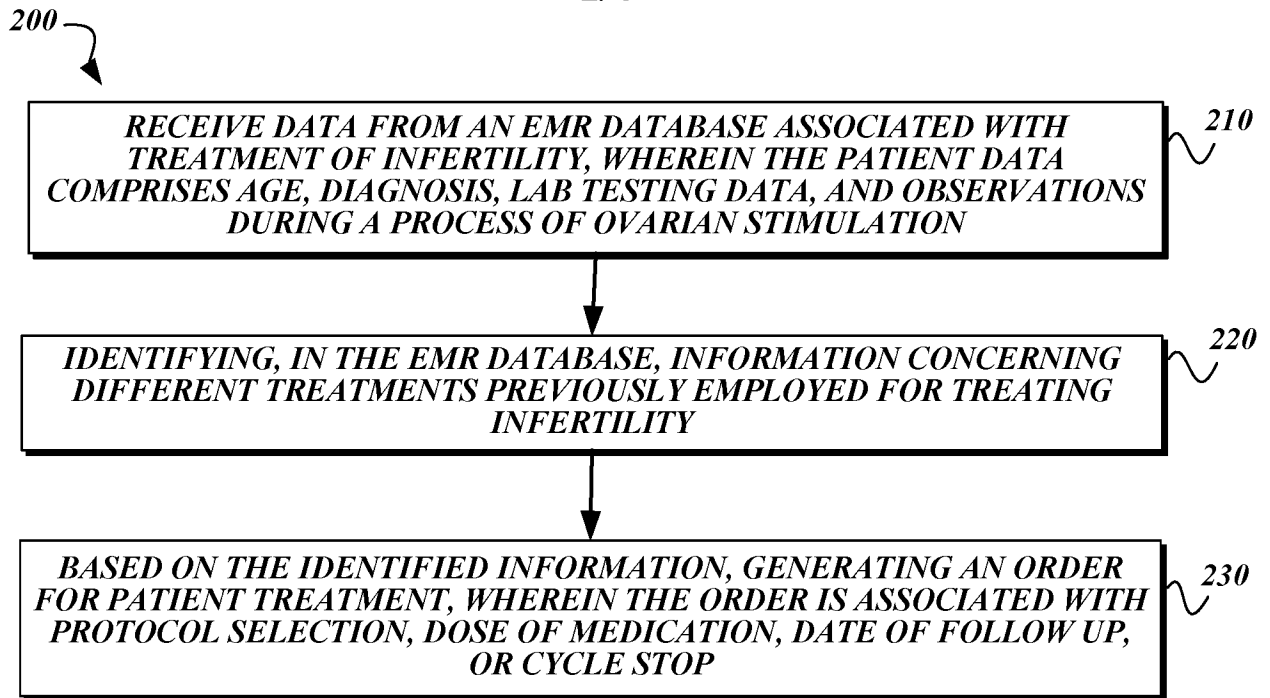 200
RECEIVE DATA FROM AN EMR DATABASE ASSOCIATED WITH
TREATMENT OF INFERTILITY, WHEREIN THE PATIENT DATA
COMPRISES AGE, DIAGNOSIS, LAB TESTING DATA, AND OBSERVATIONS
DURING A PROCESS OF OVARIAN STIMULATION
210
IDENTIFYING, IN THE EMR DATABASE, INFORMATION CONCERNING
DIFFERENT TREATMENTS PREVIOUSLY EMPLOYED FOR TREATING
INFERTILITY
220
BASED ON THE IDENTIFIED INFORMATION, GENERATING AN ORDER
FOR PATIENT TREATMENT, WHEREIN THE ORDER IS ASSOCIATED WITH
PROTOCOL SELECTION, DOSE OF MEDICATION, DATE OF FOLLOW UP,
OR CYCLE STOP
230